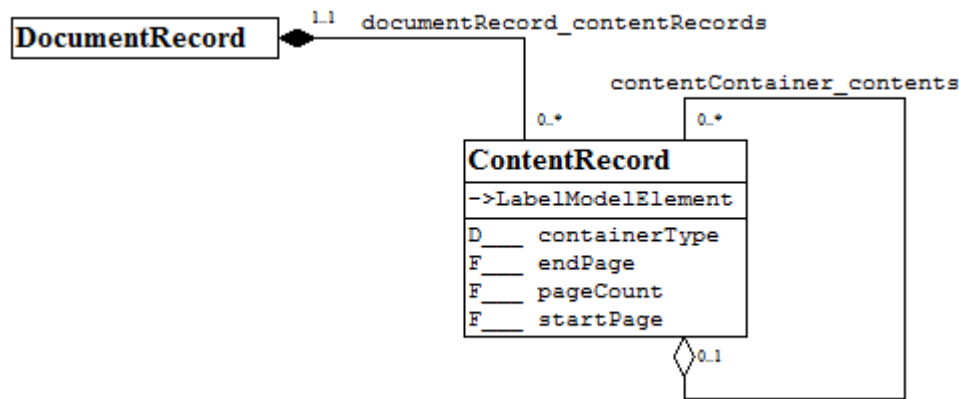 1..1 documentRecord_contentRecords
DocumentRecord
contentContainer_contents
0..* 0..*
ContentRecord
->LabelModelElement
D___ containerType
F___ endPage
F___ pageCount
F___ startPage
0..1